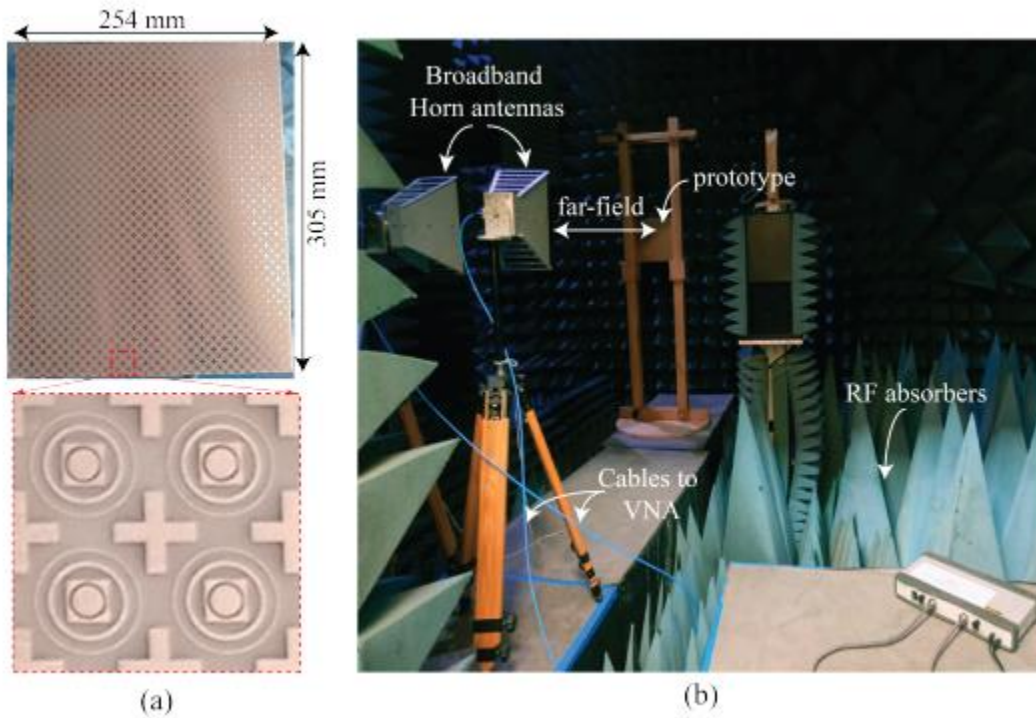 254 mm
305 mm
(a)
Broadband
Horn antennas
far-field
prototype
RF absorbers
Cables to
VNA
(b)